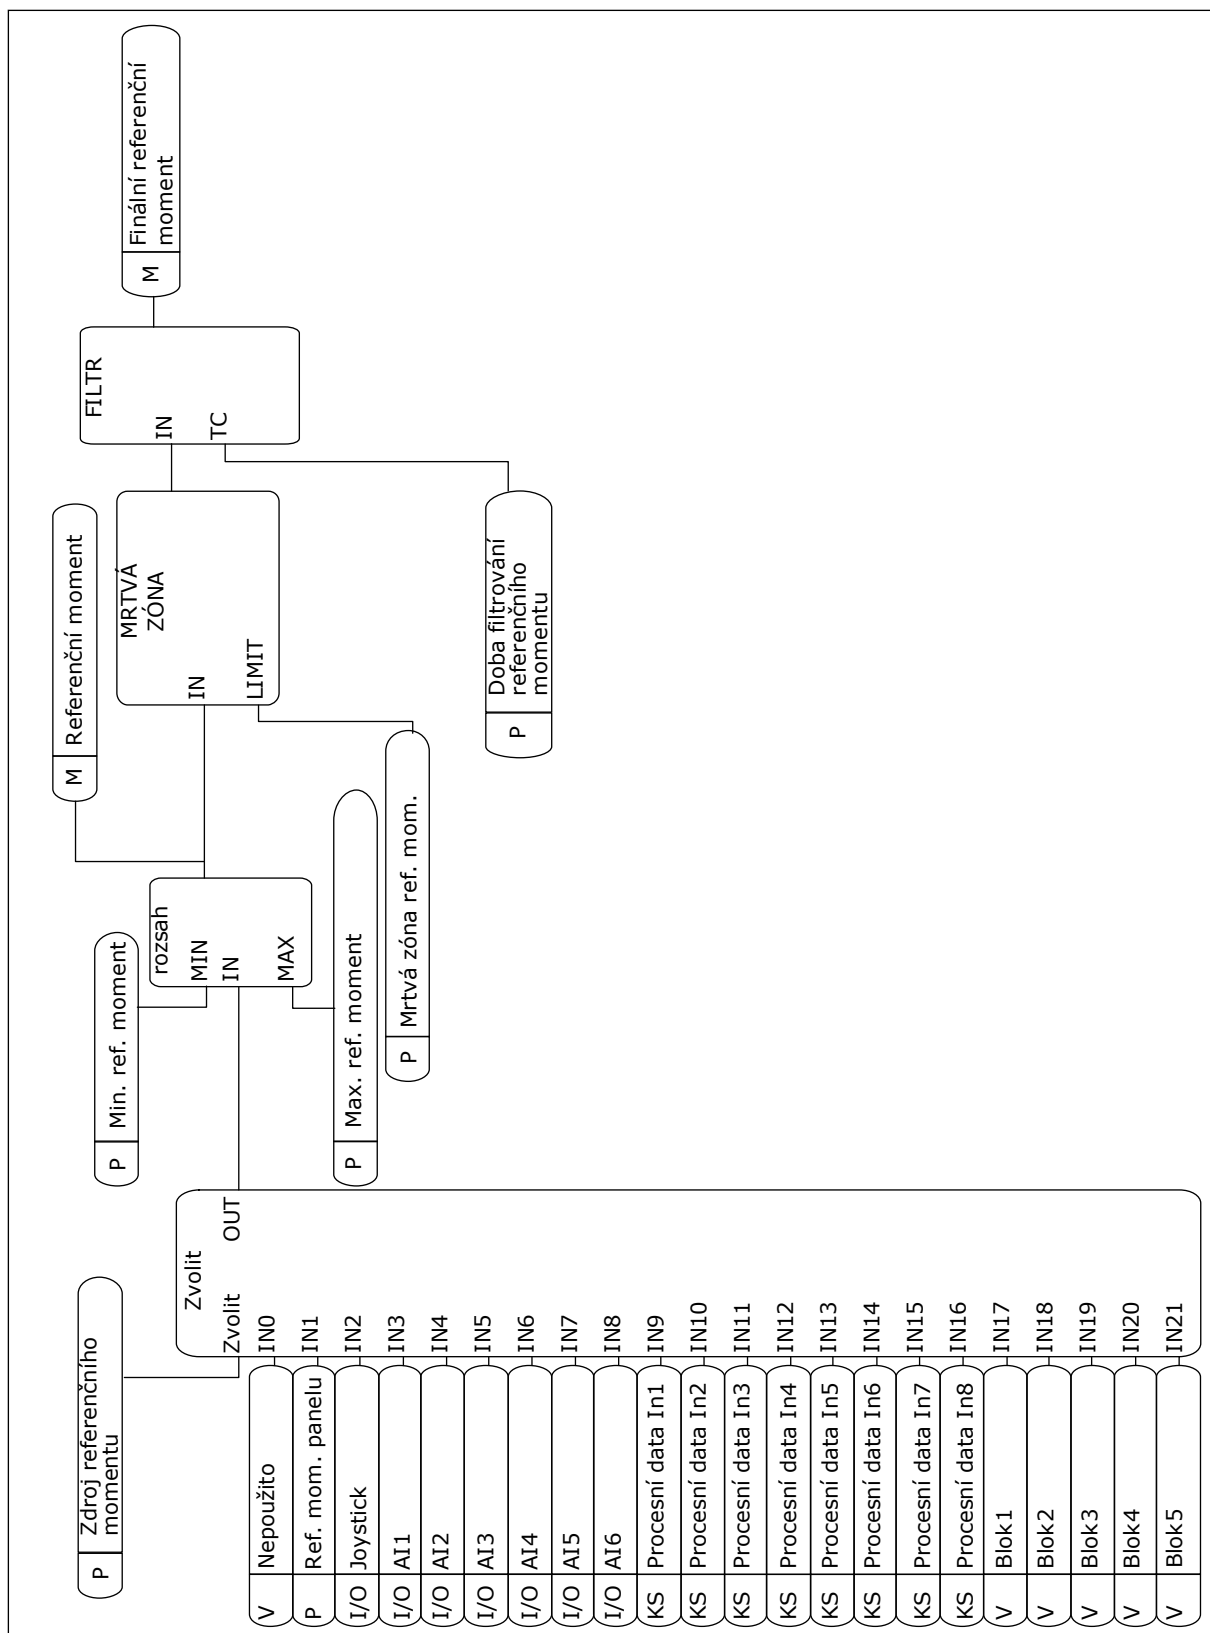 P Zdroj referenčního
momentu
Zvolit
Zvolit
OUT
V Nepoužito IN0
P Ref. mom. panelu IN1
I/O Joystick IN2
I/O AI1 IN3
I/O AI2 IN4
I/O AI3 IN5
I/O AI4 IN6
I/O AI5 IN7
I/O AI6 IN8
KS Procesní data In1 IN9
KS Procesní data In2 IN10
KS Procesní data In3 IN11
KS Procesní data In4 IN12
KS Procesní data In5 IN13
KS Procesní data In6 IN14
KS Procesní data In7 IN15
KS Procesní data In8 IN16
V Blok1 IN17
V Blok2 IN18
V Blok3 IN19
V Blok4 IN20
V Blok5 IN21
P Min. ref. moment
rozsah
MIN
IN
MAX
P Max. ref. moment
P Mrtvá zóna ref. mom.
M Referenční moment
MRTVÁ
ZÓNA
IN
LIMIT
P Doba filtrování
referenčního
momentu
FILTR
IN
TC
M Finální referenční
moment